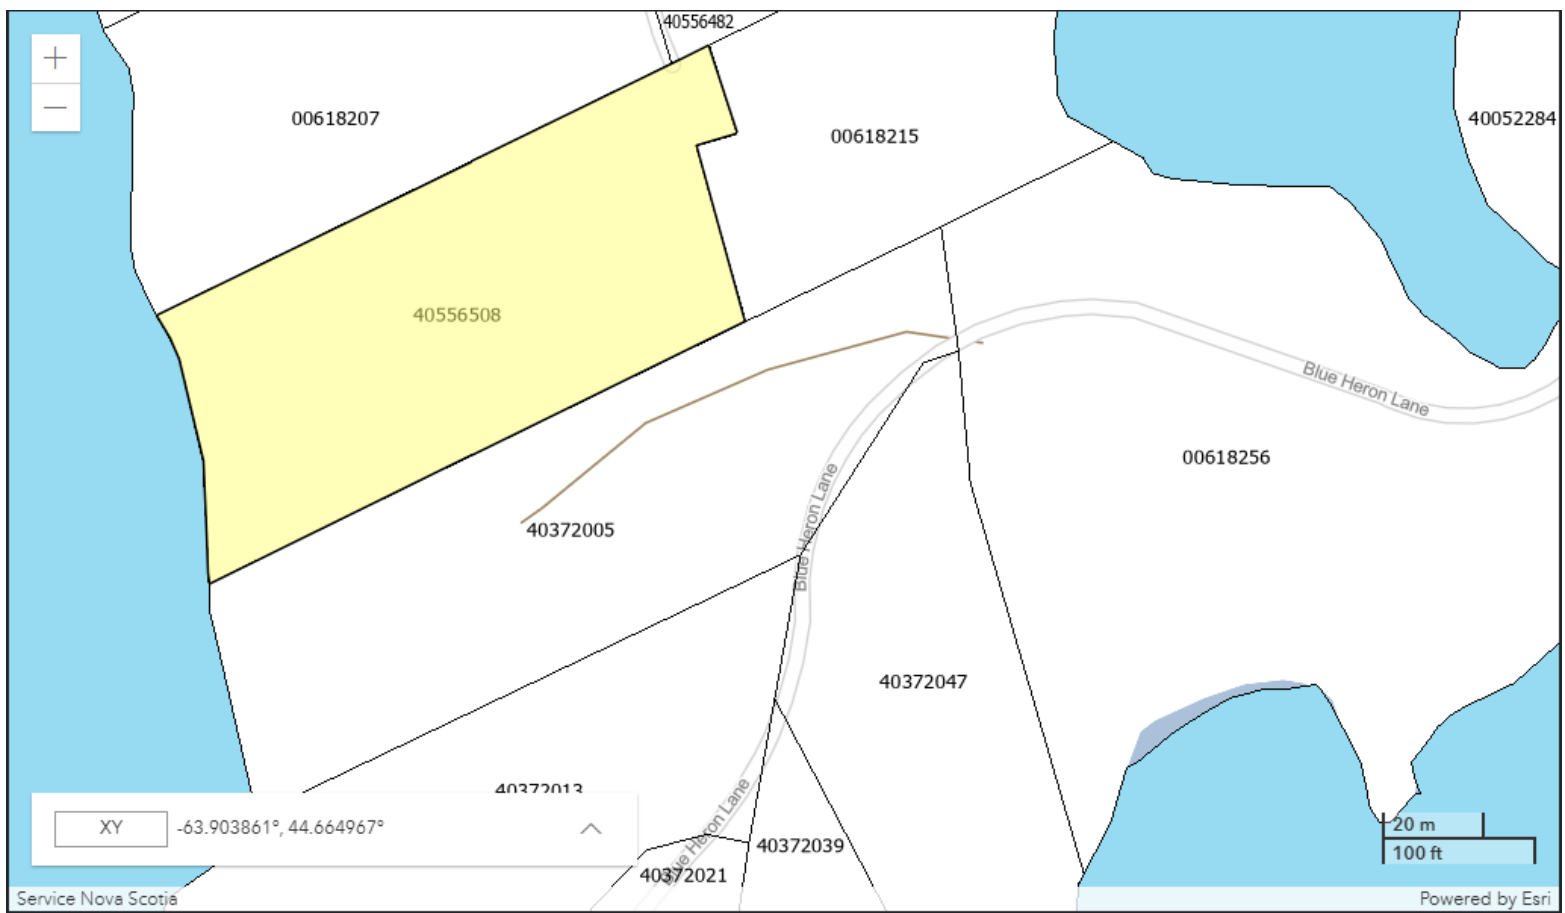 40556482
+
−
00618207
00618215
40052284
40556508
Blue Heron Lane
00618256
Blue Heron Lane
40372005
40372047
40372013
XY
-63.903861°, 44.664967°
Blue Heron Lane
20 m
100 ft
40372039
40372021
Service Nova Scotia
Powered by Esri